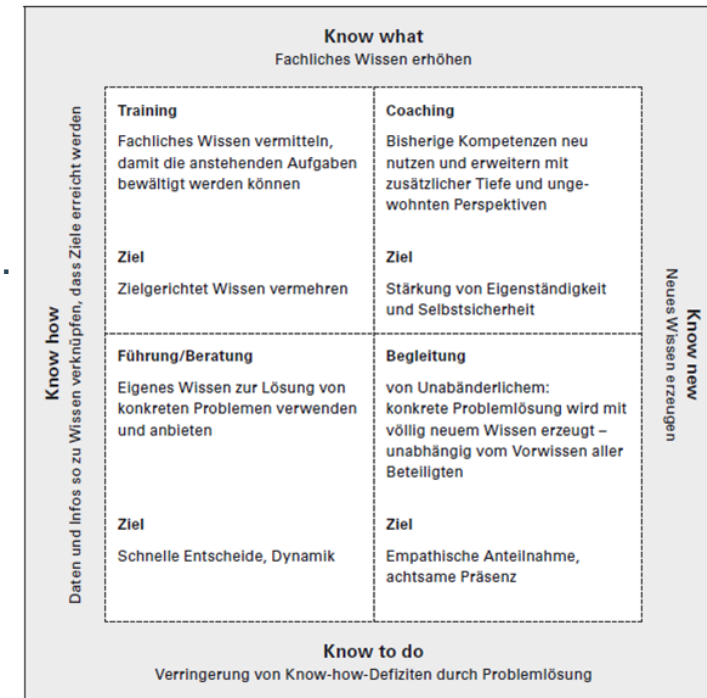 Know what
Fachliches Wissen erhöhen
Know how
Daten und Infos so zu Wissen verknüpfen, dass Ziele erreicht werden
Training
Fachliches Wissen vermitteln,
damit die anstehenden Aufgaben
bewältigt werden können
Ziel
Zielgerichtet Wissen vermehren
Coaching
Bisherige Kompetenzen neu
nutzen und erweitern mit
zusätzlicher Tiefe und unge-
wohnten Perspektiven
Ziel
Stärkung von Eigenständigkeit
und Selbstsicherheit
Führung/Beratung
Eigenes Wissen zur Lösung von
konkreten Problemen verwenden
und anbieten
Ziel
Schnelle Entscheide, Dynamik
Begleitung
von Unabänderlichem:
konkrete Problemlösung wird mit
völlig neuem Wissen erzeugt –
unabhängig vom Vorwissen aller
Beteiligten
Ziel
Empathische Anteilnahme,
achtsame Präsenz
Know new
Neues Wissen erzeugen
Know to do
Verringerung von Know-how-Defiziten durch Problemlösung